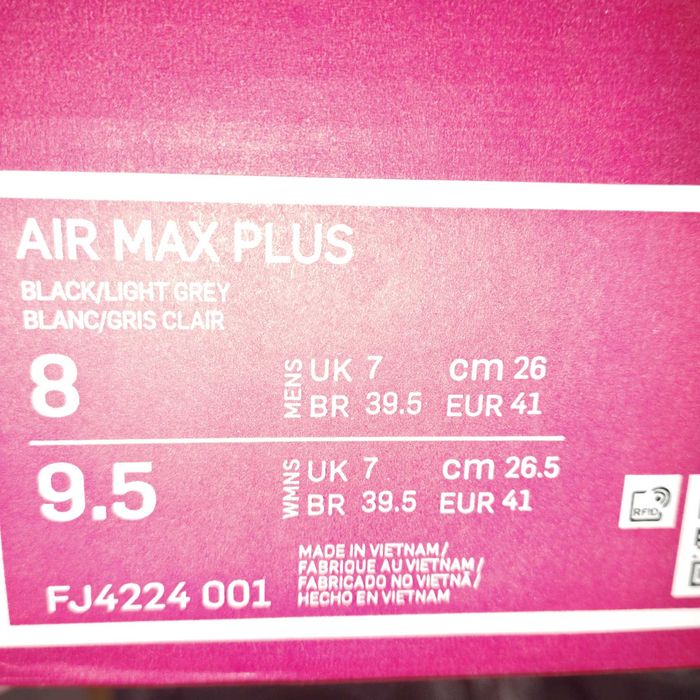 AIR MAX PLUS
BLACK/LIGHT GREY
BLANC/GRIS CLAIR
8 MENS UK 7 cm 26
BR 39.5 EUR 41
9.5 WMNS UK 7 cm 26.5
BR 39.5 EUR 41
MADE IN VIETNAM/
FABRIQUE AU VIETNAM/
FABRICADO NO VIETNÃ/
HECHO EN VIETNAM
FJ4224 001
RFID